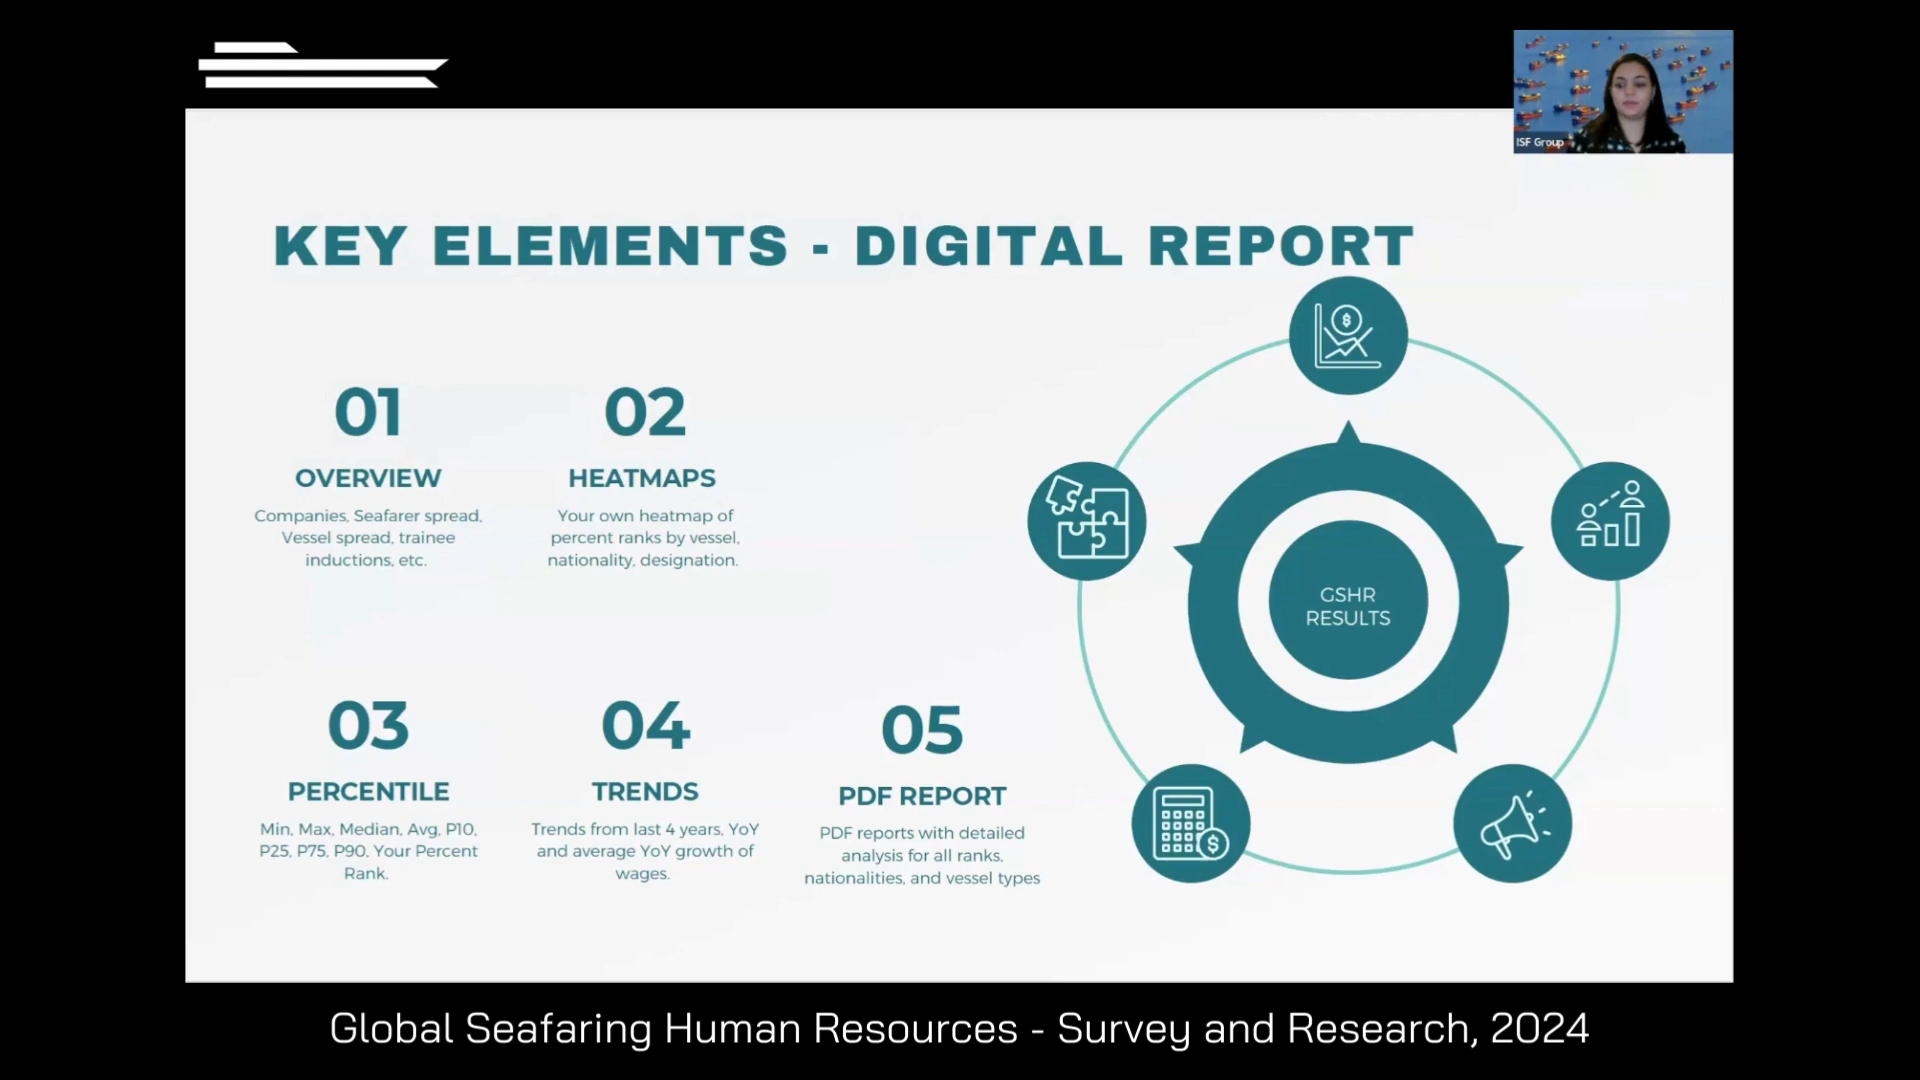 ISF Group
KEY ELEMENTS - DIGITAL REPORT
01
OVERVIEW
Companies, Seafarer spread,
Vessel spread, trainee
inductions, etc.
02
HEATMAPS
Your own heatmap of
percent ranks by vessel,
nationality, designation.
03
PERCENTILE
Min, Max, Median, Avg, P10,
P25, P75, P90, Your Percent
Rank.
04
TRENDS
Trends from last 4 years, YoY
and average YoY growth of
wages.
05
PDF REPORT
PDF reports with detailed
analysis for all ranks,
nationalities, and vessel types
$
GSHR
RESULTS
$
Global Seafaring Human Resources - Survey and Research, 2024